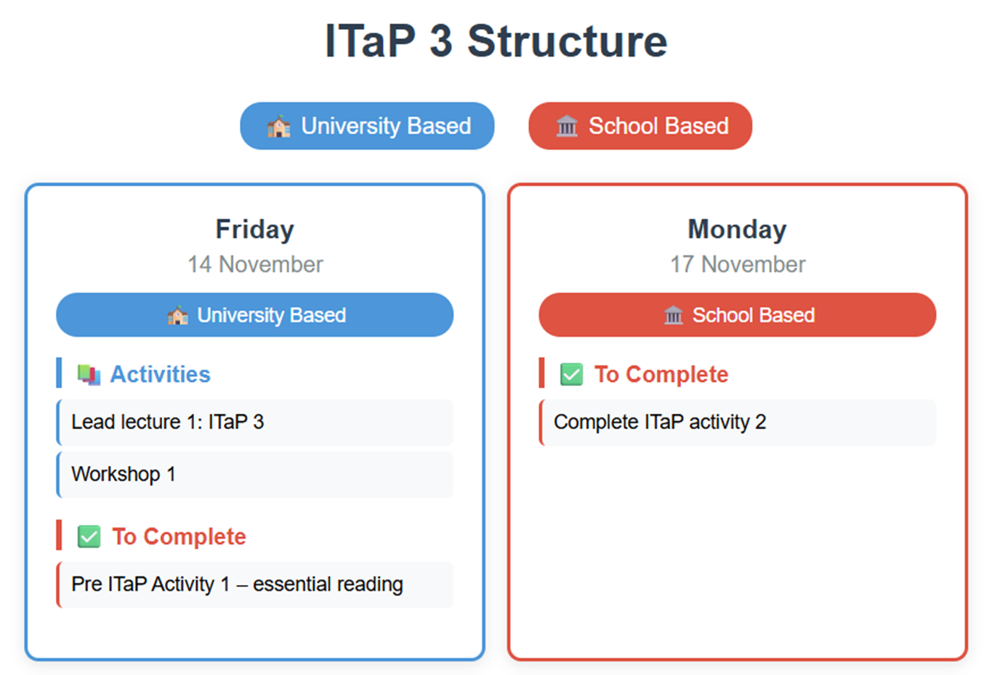 ITaP 3 Structure
University Based
School Based
Friday
14 November
University Based
Activities
Lead lecture 1: ITaP 3
Workshop 1
To Complete
Pre ITaP Activity 1 – essential reading
Monday
17 November
School Based
To Complete
Complete ITaP activity 2